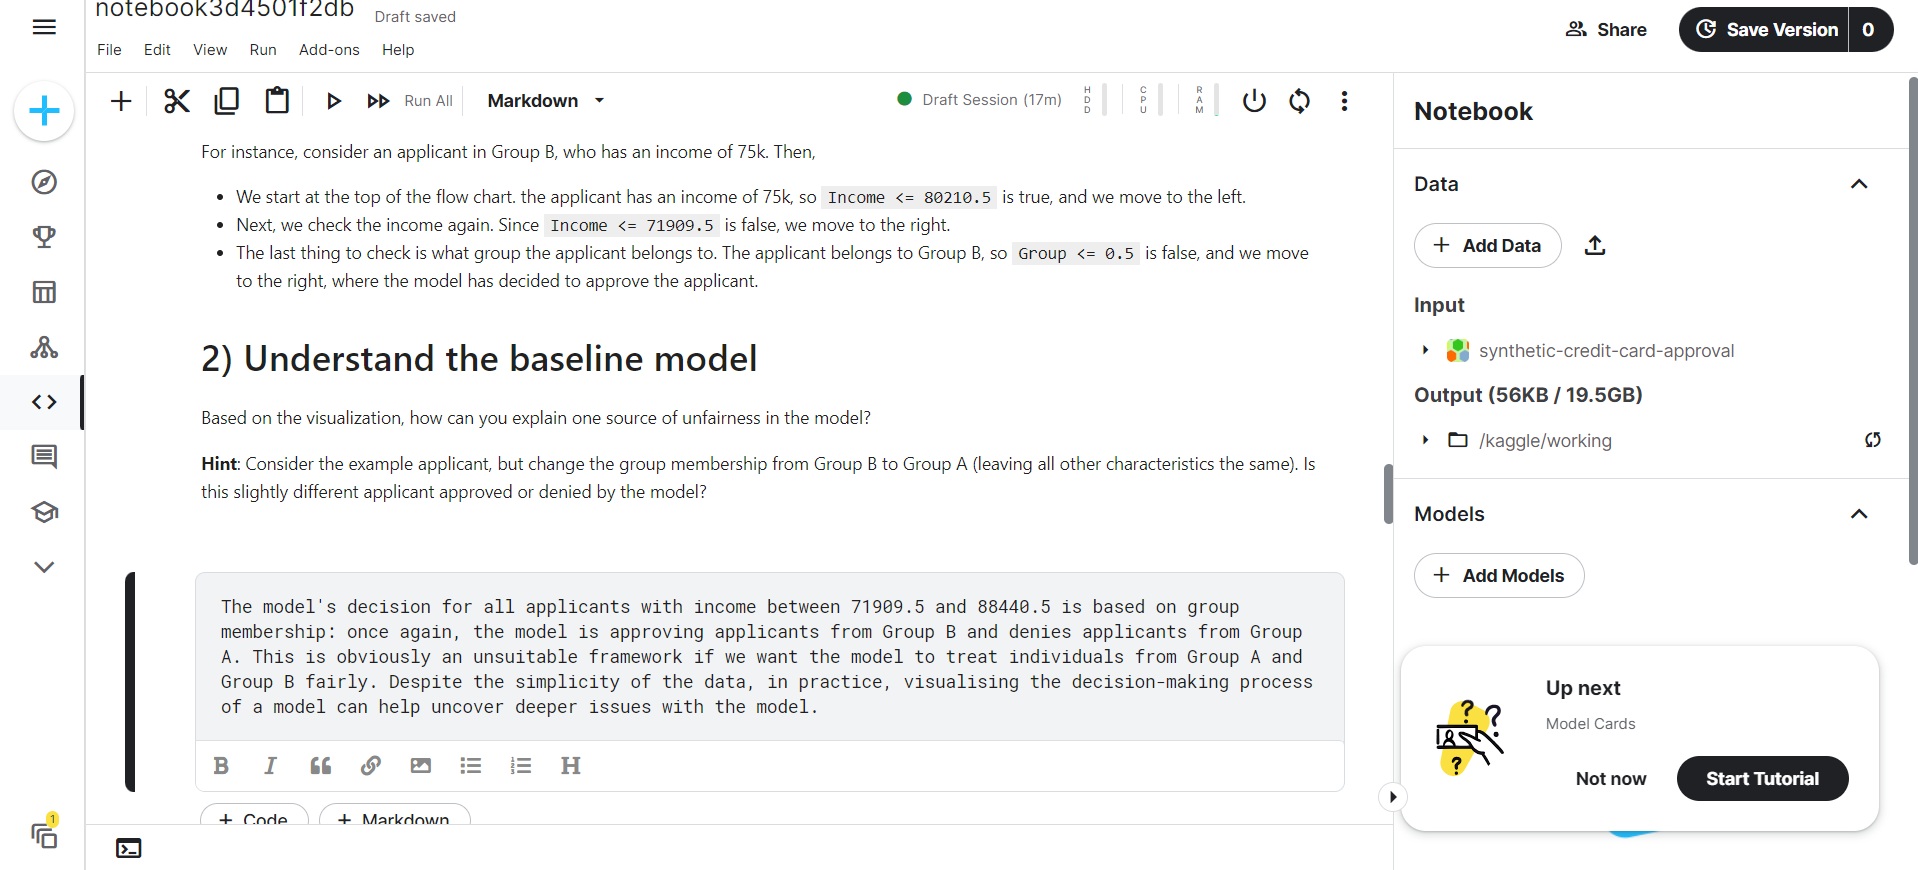 notebook3d4501f2db
Draft saved
File Edit View Run Add-ons Help
Share
Save Version 0
Run All
Markdown
Draft Session (17m)
HDD
CPU
RAM
For instance, consider an applicant in Group B, who has an income of 75k. Then,
We start at the top of the flow chart. the applicant has an income of 75k, so Income <= 80210.5 is true, and we move to the left.
Next, we check the income again. Since Income <= 71909.5 is false, we move to the right.
The last thing to check is what group the applicant belongs to. The applicant belongs to Group B, so Group <= 0.5 is false, and we move
to the right, where the model has decided to approve the applicant.
2) Understand the baseline model
Based on the visualization, how can you explain one source of unfairness in the model?
Hint: Consider the example applicant, but change the group membership from Group B to Group A (leaving all other characteristics the same). Is
this slightly different applicant approved or denied by the model?
The model's decision for all applicants with income between 71909.5 and 88440.5 is based on group
membership: once again, the model is approving applicants from Group B and denies applicants from Group
A. This is obviously an unsuitable framework if we want the model to treat individuals from Group A and
Group B fairly. Despite the simplicity of the data, in practice, visualising the decision-making process
of a model can help uncover deeper issues with the model.
B I H
+ Code + Markdown
1
Notebook
Data
+ Add Data
Input
synthetic-credit-card-approval
Output (56KB / 19.5GB)
/kaggle/working
Models
+ Add Models
Up next
Model Cards
Not now
Start Tutorial